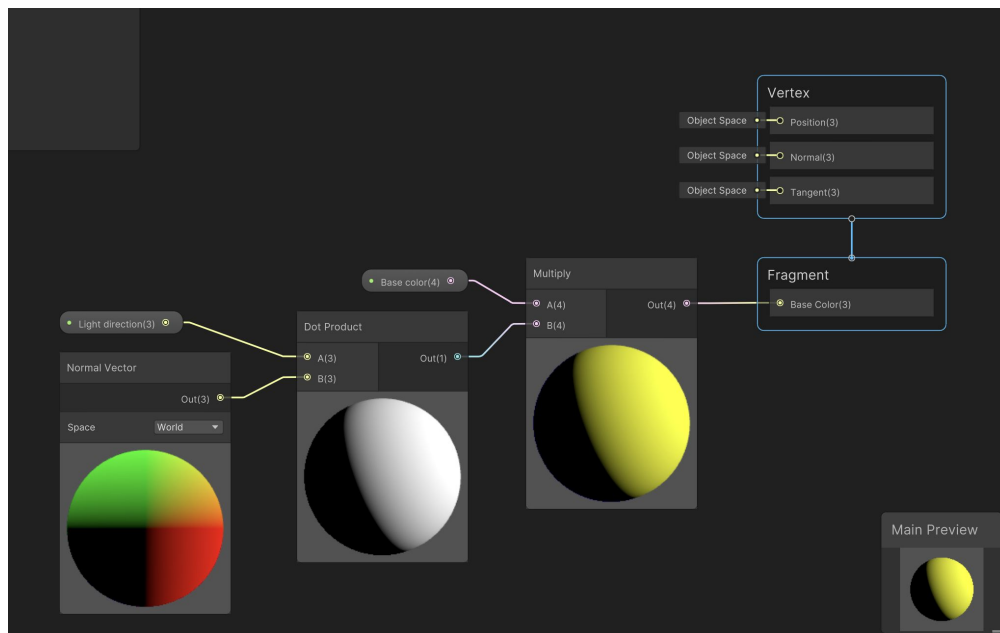 Vertex
Object Space
Position(3)
Object Space
Normal(3)
Object Space
Tangent(3)
Fragment
Base Color(3)
Multiply
A(4)
Out(4)
B(4)
Base color(4)
Light direction(3)
Dot Product
A(3)
Out(1)
B(3)
Normal Vector
Out(3)
Space
World
Main Preview